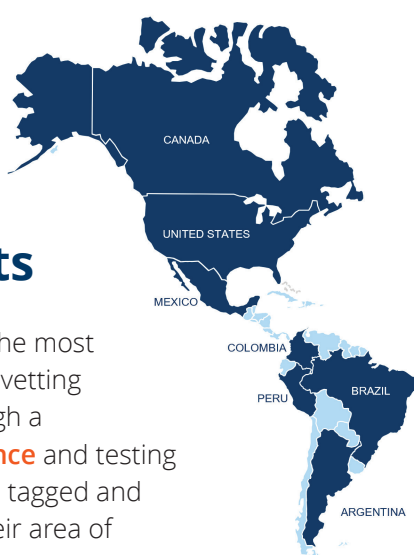 CANADA
UNITED STATES
ts
MEXICO
he most
COLOMBIA
vetting
BRAZIL
PERU
gh a
nce and testing
tagged and
ARGENTINA
eir area of